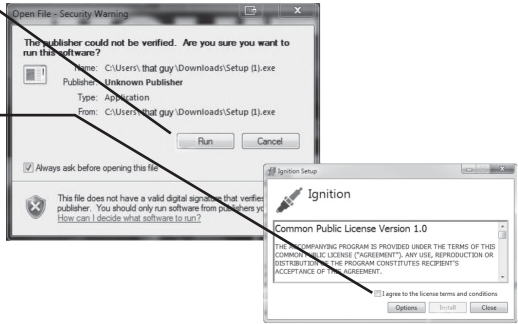 Open File - Security Warning
The publisher could not be verified. Are you sure you want to
run this software?
Name: C:\Users\ that guy \Downloads\Setup (1).exe
Publisher: Unknown Publisher
Type: Application
From: C:\Users\ that guy \Downloads\Setup (1).exe
Run Cancel
Always ask before opening this file
This file does not have a valid digital signature that verifies
publisher. You should only run software from publishers
How can I decide what software to run?
Ignition Setup
Ignition
Common Public License Version 1.0
THE ACCOMPANYING PROGRAM IS PROVIDED UNDER THE TERMS OF THIS
COMMON PUBLIC LICENSE ("AGREEMENT"). ANY USE, REPRODUCTION OR
DISTRIBUTION OF THE PROGRAM CONSTITUTES RECIPIENT'S
ACCEPTANCE OF THIS AGREEMENT.
I agree to the license terms and conditions
Options Install Close